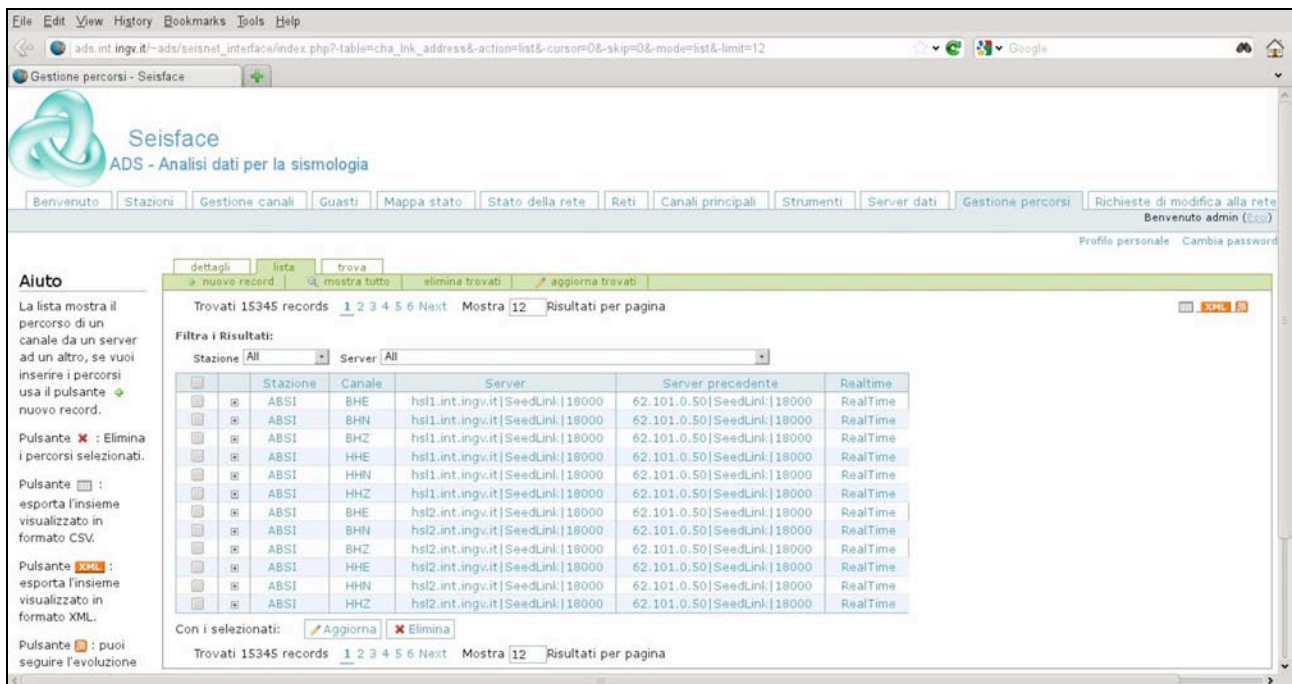 File Edit View History Bookmarks Tools Help
ads.int.ingv.it/~ads/seisnet_interface/index.php?-table=cha_lnk_address&-action=list&-cursor=0&-skip=0&-mode=list&-limit=12
Google
Gestione percorsi - Seisface
Seisface
ADS - Analisi dati per la sismologia
Benvenuto Stazioni Gestione canali Guasti Mappa stato Stato della rete Reti Canali principali Strumenti Server dati Gestione percorsi Richieste di modifica alla rete
Benvenuto admin (Esci)
Profilo personale Cambia password
dettagli lista trova
nuovo record mostra tutto elimina trovati aggiorna trovati
Aiuto
La lista mostra il
percorso di un
canale da un server
ad un altro, se vuoi
inserire i percorsi
usa il pulsante
nuovo record.
Pulsante : Elimina
i percorsi selezionati.
Pulsante :
esporta l'insieme
visualizzato in
formato CSV.
Pulsante XML :
esporta l'insieme
visualizzato in
formato XML.
Pulsante : puoi
seguire l'evoluzione
Trovati 15345 records 1 2 3 4 5 6 Next Mostra 12 Risultati per pagina
XML
Filtra i Risultati:
Stazione All Server All
Stazione Canale Server Server precedente Realtime
ABSI BHE hsl1.int.ingv.it|SeedLink|18000 62.101.0.50|SeedLink|18000 RealTime
ABSI BHN hsl1.int.ingv.it|SeedLink|18000 62.101.0.50|SeedLink|18000 RealTime
ABSI BHZ hsl1.int.ingv.it|SeedLink|18000 62.101.0.50|SeedLink|18000 RealTime
ABSI HHE hsl1.int.ingv.it|SeedLink|18000 62.101.0.50|SeedLink|18000 RealTime
ABSI HHN hsl1.int.ingv.it|SeedLink|18000 62.101.0.50|SeedLink|18000 RealTime
ABSI HHZ hsl1.int.ingv.it|SeedLink|18000 62.101.0.50|SeedLink|18000 RealTime
ABSI BHE hsl2.int.ingv.it|SeedLink|18000 62.101.0.50|SeedLink|18000 RealTime
ABSI BHN hsl2.int.ingv.it|SeedLink|18000 62.101.0.50|SeedLink|18000 RealTime
ABSI BHZ hsl2.int.ingv.it|SeedLink|18000 62.101.0.50|SeedLink|18000 RealTime
ABSI HHE hsl2.int.ingv.it|SeedLink|18000 62.101.0.50|SeedLink|18000 RealTime
ABSI HHN hsl2.int.ingv.it|SeedLink|18000 62.101.0.50|SeedLink|18000 RealTime
ABSI HHZ hsl2.int.ingv.it|SeedLink|18000 62.101.0.50|SeedLink|18000 RealTime
Con i selezionati: Aggiorna Elimina
Trovati 15345 records 1 2 3 4 5 6 Next Mostra 12 Risultati per pagina